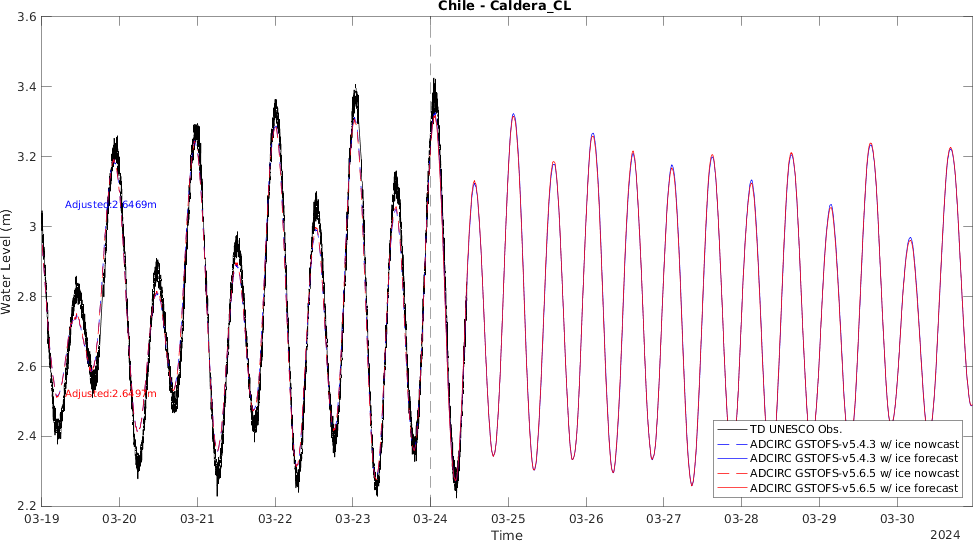 Chile - Caldera_CL
3.6
3.4
3.2
3
2.8
2.6
2.4
2.2
Water Level (m)
Adjusted:2.6469m
Adjusted:2.6497m
TD UNESCO Obs.
ADCIRC GSTOFS-v5.4.3 w/ ice nowcast
ADCIRC GSTOFS-v5.4.3 w/ ice forecast
ADCIRC GSTOFS-v5.6.5 w/ ice nowcast
ADCIRC GSTOFS-v5.6.5 w/ ice forecast
03-19 03-20 03-21 03-22 03-23 03-24 03-25 03-26 03-27 03-28 03-29 03-30
Time
2024